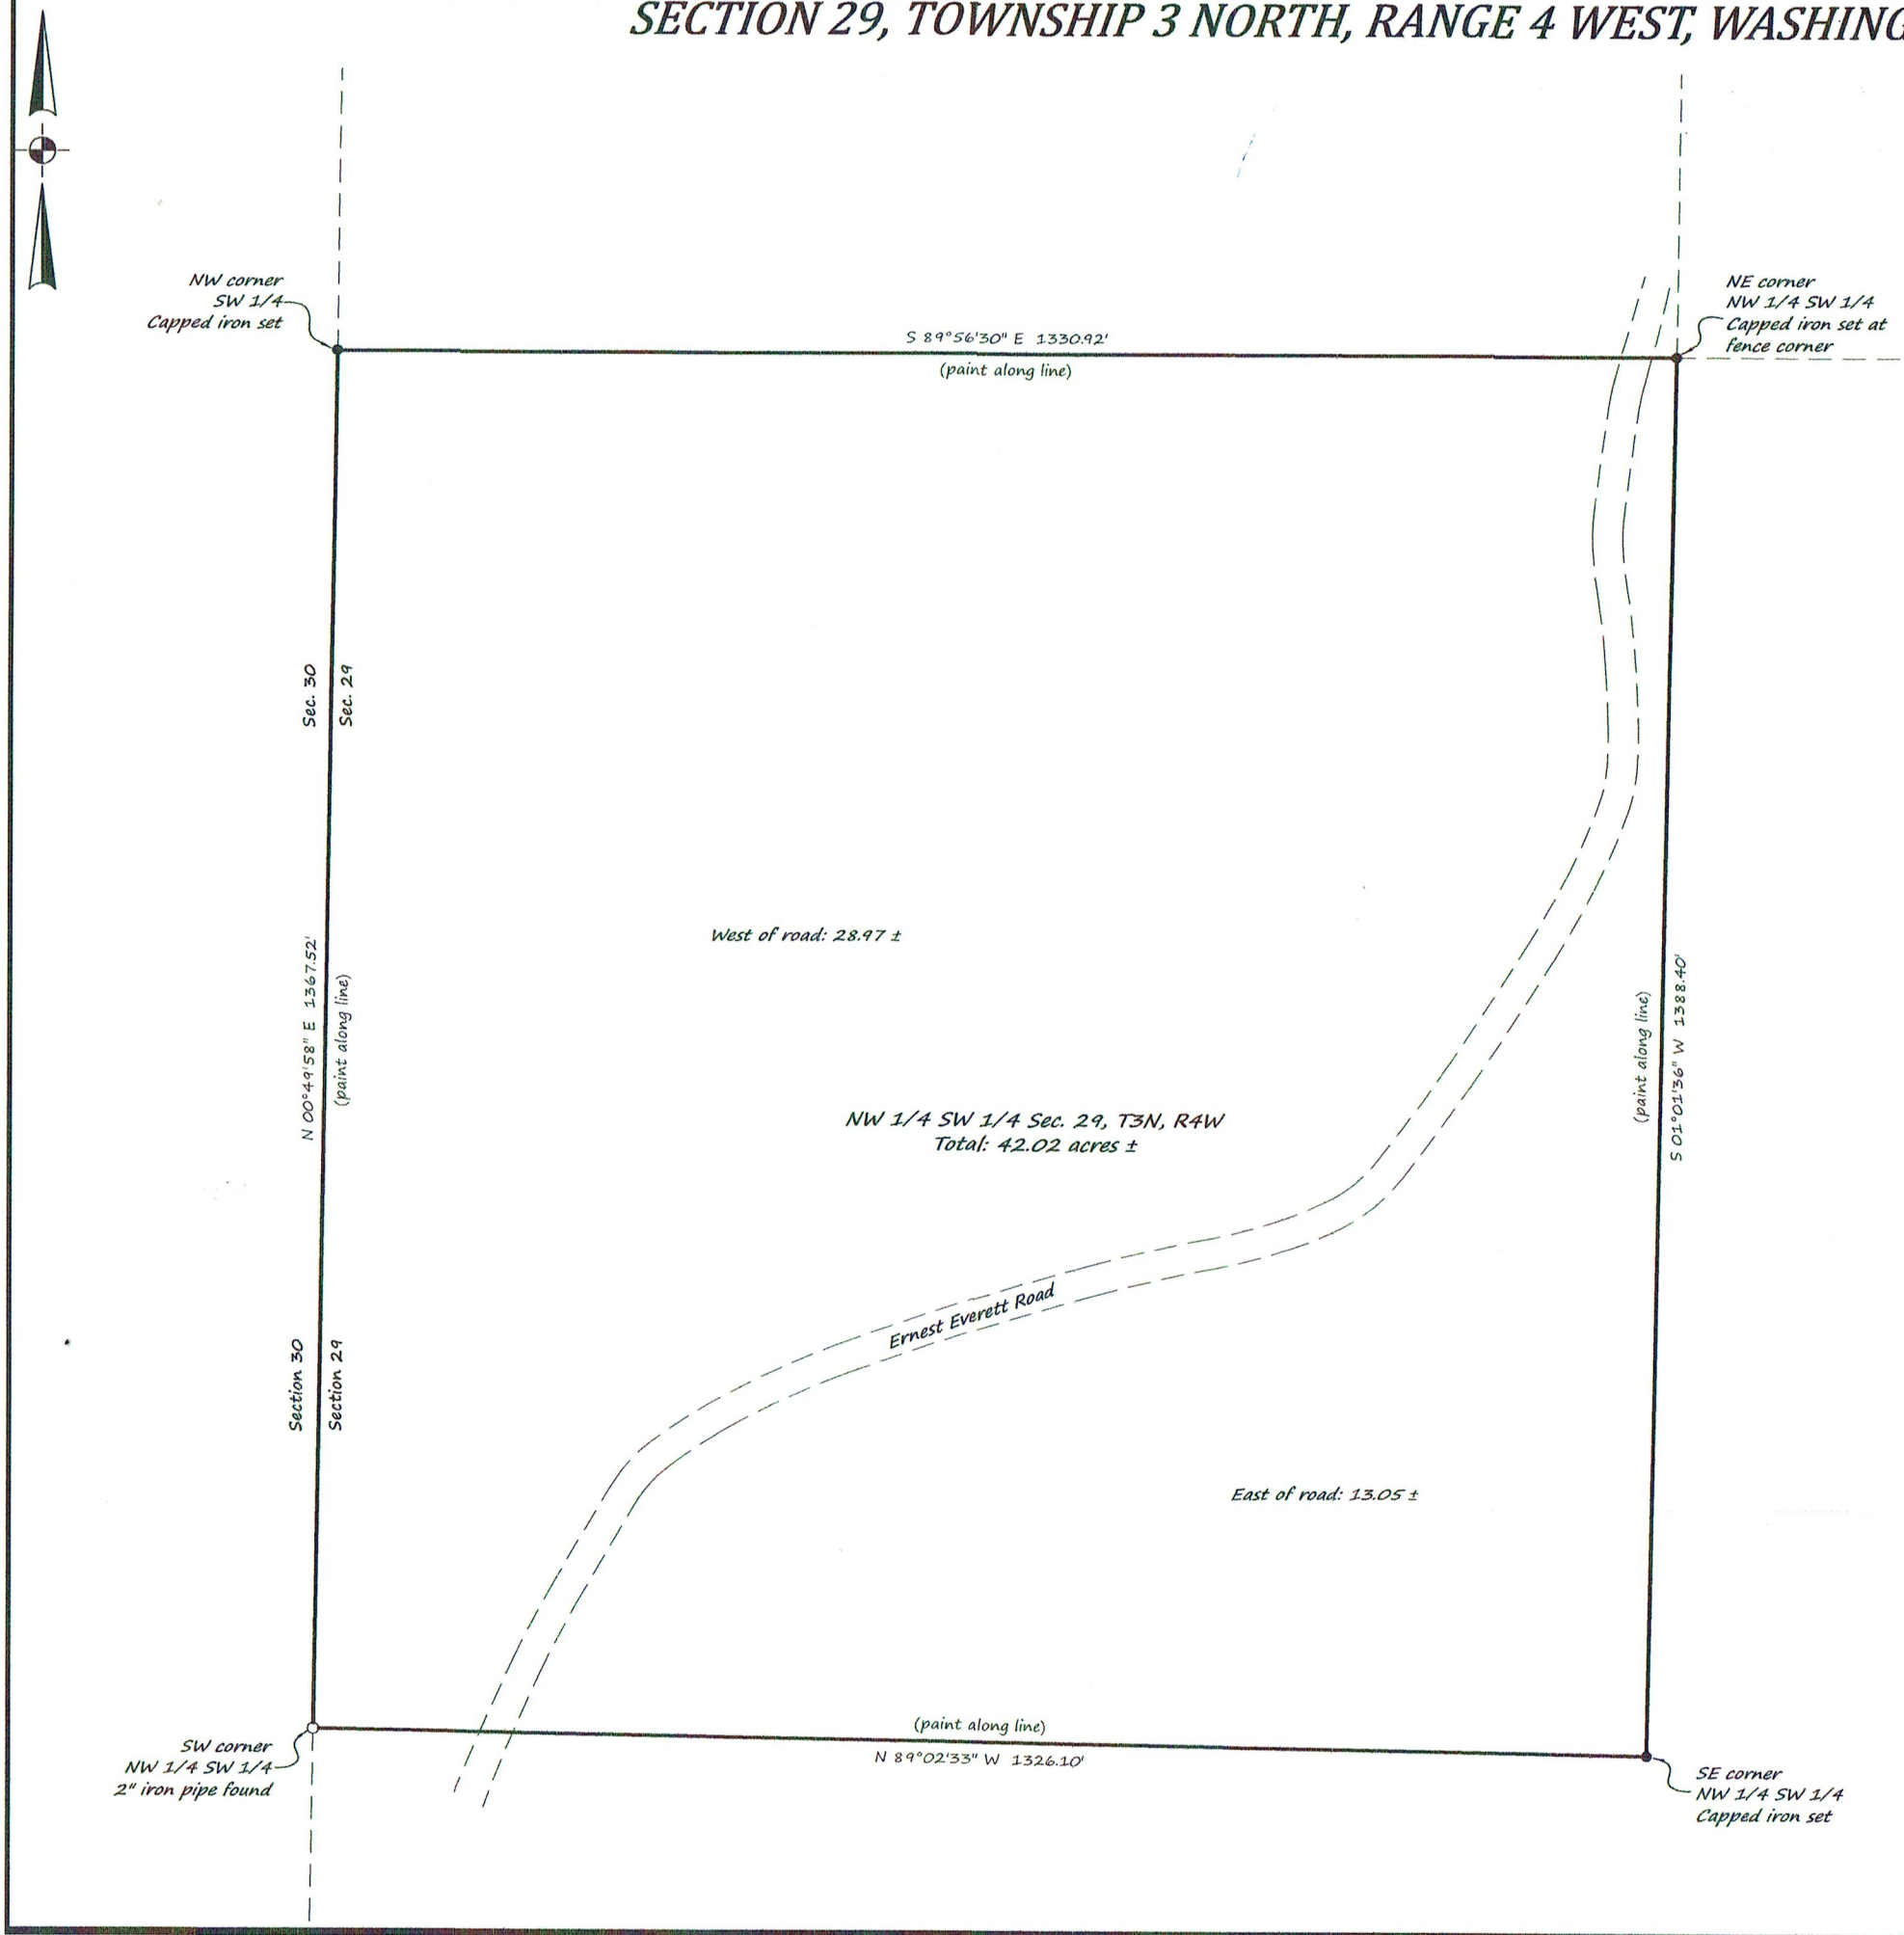 SECTION 29, TOWNSHIP 3 NORTH, RANGE 4 WEST,
NW corner
SW 1/4
Capped iron set
NE corner
NW 1/4 SW 1/4
Capped iron set at
fence corner
S 89°56'30" E 1330.92'
(paint along line)
Sec. 30
Sec. 29
West of road: 28.97 ±
N 00°49'58" E 1367.52'
(paint along line)
(paint along line)
S 01°01'36" W 1388.40'
NW 1/4 SW 1/4 Sec. 29, T3N, R4W
Total: 42.02 acres ±
Ernest Everett Road
Section 30
Section 29
East of road: 13.05 ±
(paint along line)
N 89°02'33" W 1326.10'
SW corner
NW 1/4 SW 1/4
2" iron pipe found
SE corner
NW 1/4 SW 1/4
Capped iron set